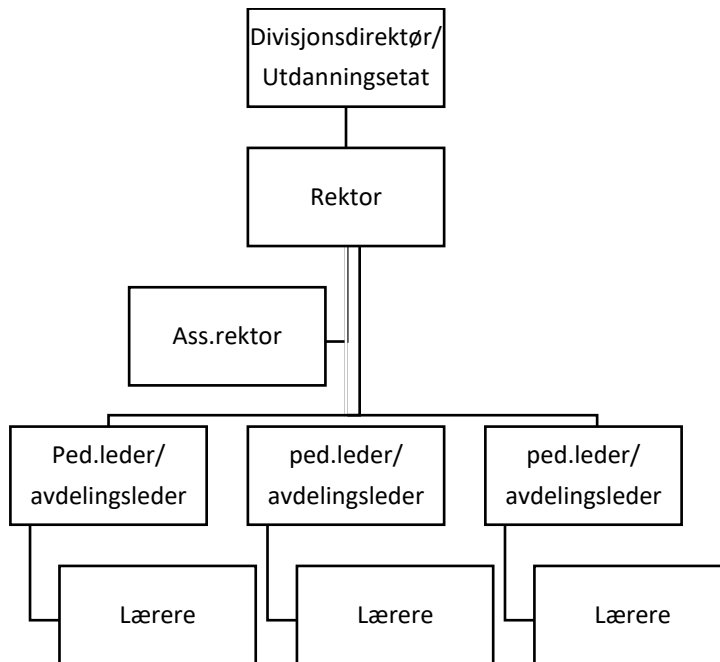 Divisjonsdirektør/
Utdanningsetat
Rektor
Ass.rektor
Ped.leder/
avdelingsleder
ped.leder/
avdelingsleder
ped.leder/
avdelingsleder
Lærere
Lærere
Lærere